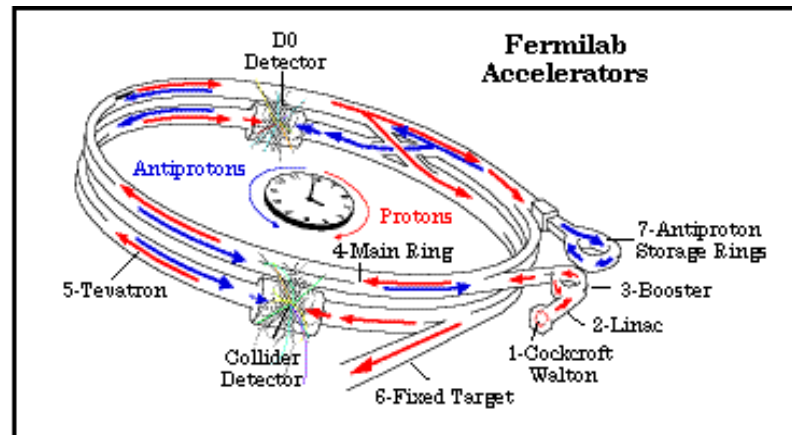 D0
Detector
Fermilab
Accelerators
Antiprotons
Protons
4-Main Ring
7-Antiproton
Storage Rings
5-Tevatron
3-Booster
2-Linac
Collider
Detector
1-Cockcroft
Walton
6-Fixed Target